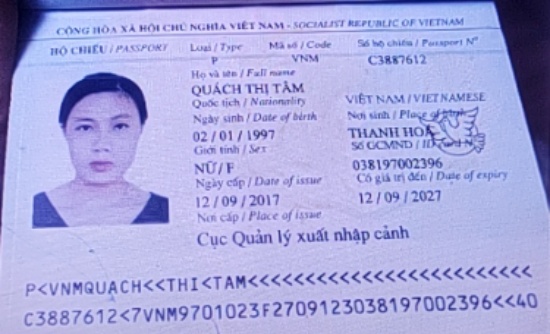 CỘNG HÒA XÃ HỘI CHỦ NGHĨA VIỆT NAM - SOCIALIST REPUBLIC OF VIETNAM
HỘ CHIẾU / PASSPORT Loại / Type Mã số / Code Số hộ chiếu / Passport Nº
P VNM C3887612
Họ và tên / Full name
QUÁCH THỊ TÂM
Quốc tịch / Nationality VIỆT NAM / VIETNAMESE
Ngày sinh / Date of birth Nơi sinh / Place of birth
02 / 01 / 1997 THANH HOÁ
Giới tính / Sex Số GCMND / ID Card Nº
NỮ / F 038197002396
Ngày cấp / Date of issue Có giá trị đến / Date of expiry
12 / 09 / 2017 12 / 09 / 2027
Nơi cấp / Place of issue
Cục Quản lý xuất nhập cảnh
P<VNMQUACH<<THI<TAM<<<<<<<<<<<<<<<<<<<<<<<<<
C3887612<7VNM9701023F2709123038197002396<<40